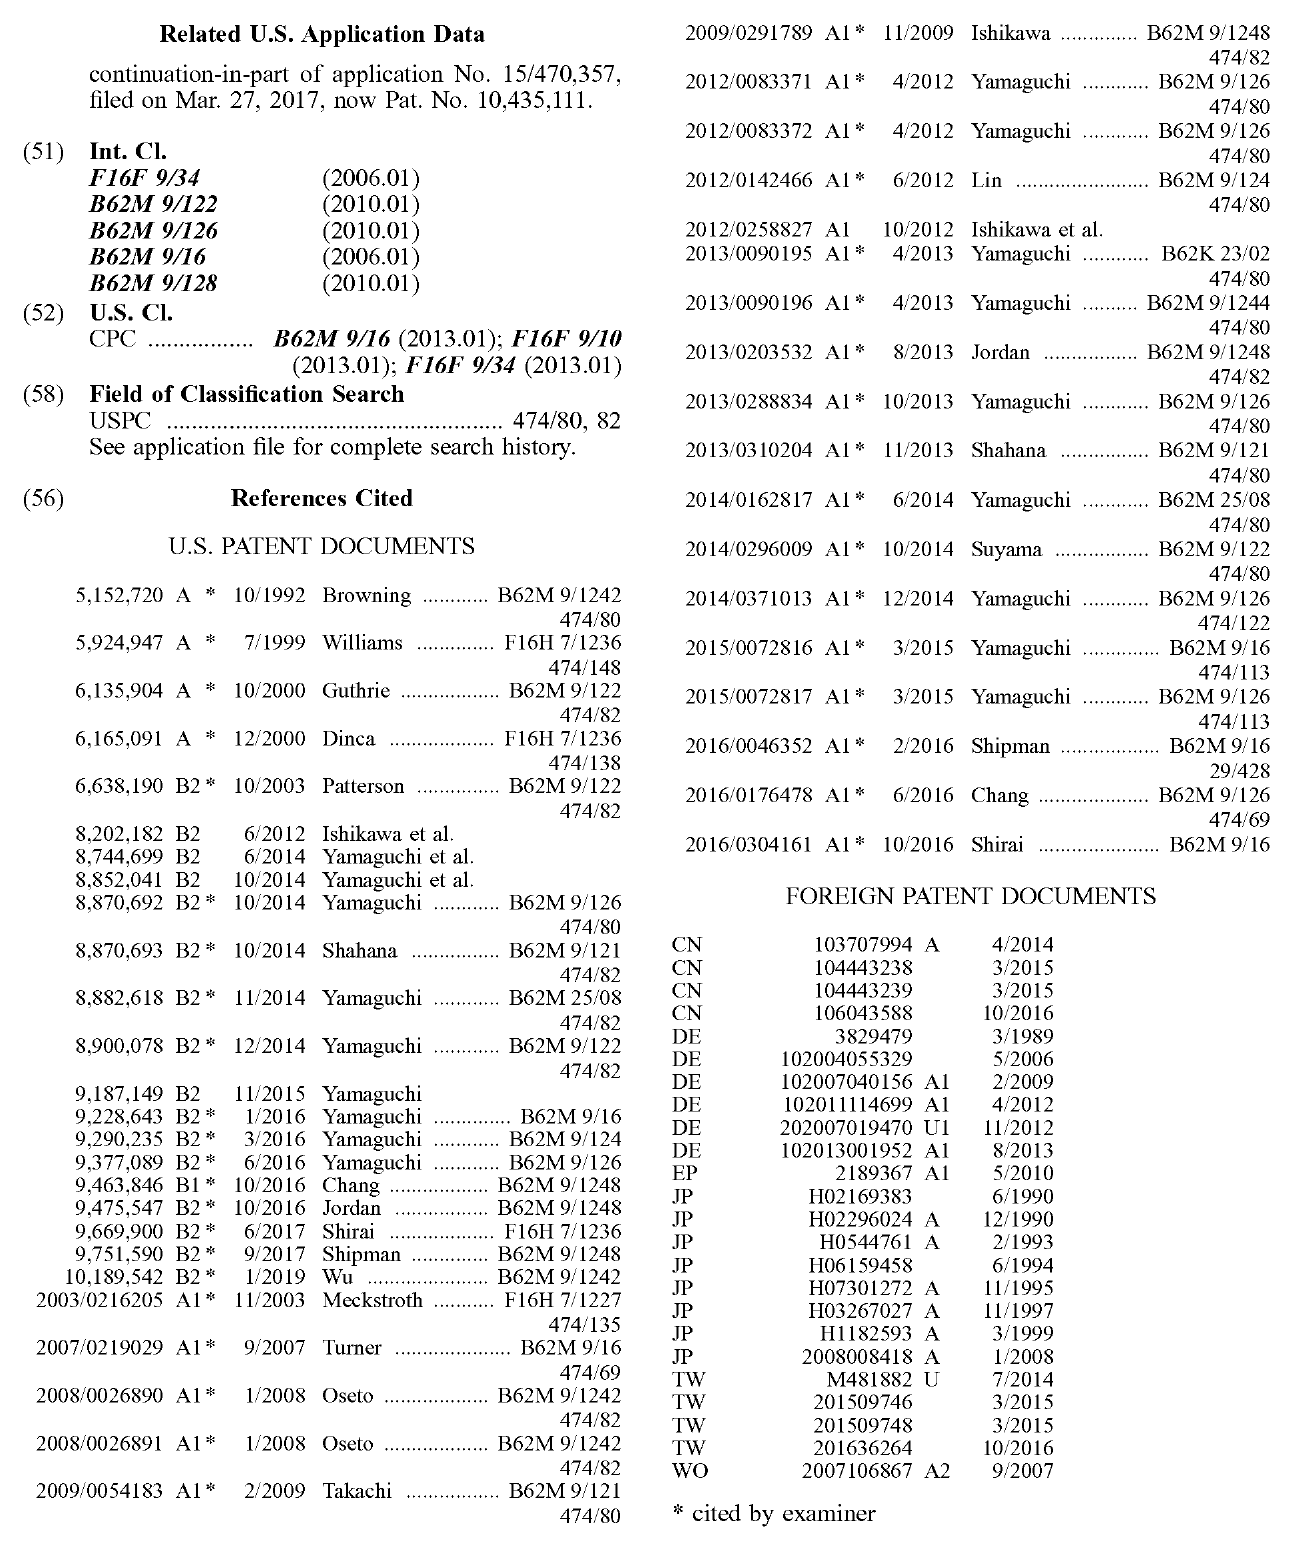 Related U.S. Application Data
continuation-in-part of application No. 15/470,357,
filed on Mar. 27, 2017, now Pat. No. 10,435,111.
(51) Int. Cl.
F16F 9/34 (2006.01)
B62M 9/122 (2010.01)
B62M 9/126 (2010.01)
B62M 9/16 (2006.01)
B62M 9/128 (2010.01)
(52) U.S. Cl.
CPC ................. B62M 9/16 (2013.01); F16F 9/10
(2013.01); F16F 9/34 (2013.01)
(58) Field of Classification Search
USPC ..................................................... 474/80, 82
See application file for complete search history.
(56) References Cited
U.S. PATENT DOCUMENTS
5,152,720 A * 10/1992 Browning ............ B62M 9/1242
474/80
5,924,947 A * 7/1999 Williams .............. F16H 7/1236
474/148
6,135,904 A * 10/2000 Guthrie .................. B62M 9/122
474/82
6,165,091 A * 12/2000 Dinca ................... F16H 7/1236
474/138
6,638,190 B2 * 10/2003 Patterson ............... B62M 9/122
474/82
8,202,182 B2 6/2012 Ishikawa et al.
8,744,699 B2 6/2014 Yamaguchi et al.
8,852,041 B2 10/2014 Yamaguchi et al.
8,870,692 B2 * 10/2014 Yamaguchi ............ B62M 9/126
474/80
8,870,693 B2 * 10/2014 Shahana ................ B62M 9/121
474/82
8,882,618 B2 * 11/2014 Yamaguchi ............ B62M 25/08
474/82
8,900,078 B2 * 12/2014 Yamaguchi ............ B62M 9/122
474/82
9,187,149 B2 11/2015 Yamaguchi
9,228,643 B2 * 1/2016 Yamaguchi .............. B62M 9/16
9,290,235 B2 * 3/2016 Yamaguchi ............ B62M 9/124
9,377,089 B2 * 6/2016 Yamaguchi ............ B62M 9/126
9,463,846 B1 * 10/2016 Chang .................. B62M 9/1248
9,475,547 B2 * 10/2016 Jordan ................. B62M 9/1248
9,669,900 B2 * 6/2017 Shirai ................... F16H 7/1236
9,751,590 B2 * 9/2017 Shipman ............... B62M 9/1248
10,189,542 B2 * 1/2019 Wu ...................... B62M 9/1242
2003/0216205 A1 * 11/2003 Meckstroth ........... F16H 7/1227
474/135
2007/0219029 A1 * 9/2007 Turner ..................... B62M 9/16
474/69
2008/0026890 A1 * 1/2008 Oseto ................... B62M 9/1242
474/82
2008/0026891 A1 * 1/2008 Oseto ................... B62M 9/1242
474/82
2009/0054183 A1 * 2/2009 Takachi ................. B62M 9/121
474/80
2009/0291789 A1 * 11/2009 Ishikawa .............. B62M 9/1248
474/82
2012/0083371 A1 * 4/2012 Yamaguchi ............ B62M 9/126
474/80
2012/0083372 A1 * 4/2012 Yamaguchi ............ B62M 9/126
474/80
2012/0142466 A1 * 6/2012 Lin ........................ B62M 9/124
474/80
2012/0258827 A1 10/2012 Ishikawa et al.
2013/0090195 A1 * 4/2013 Yamaguchi ............ B62K 23/02
474/80
2013/0090196 A1 * 4/2013 Yamaguchi .......... B62M 9/1244
474/80
2013/0203532 A1 * 8/2013 Jordan ................. B62M 9/1248
474/82
2013/0288834 A1 * 10/2013 Yamaguchi ............ B62M 9/126
474/80
2013/0310204 A1 * 11/2013 Shahana ................ B62M 9/121
474/80
2014/0162817 A1 * 6/2014 Yamaguchi ............ B62M 25/08
474/80
2014/0296009 A1 * 10/2014 Suyama ................. B62M 9/122
474/80
2014/0371013 A1 * 12/2014 Yamaguchi ............ B62M 9/126
474/122
2015/0072816 A1 * 3/2015 Yamaguchi .............. B62M 9/16
474/113
2015/0072817 A1 * 3/2015 Yamaguchi ............ B62M 9/126
474/113
2016/0046352 A1 * 2/2016 Shipman .................. B62M 9/16
29/428
2016/0176478 A1 * 6/2016 Chang .................... B62M 9/126
474/69
2016/0304161 A1 * 10/2016 Shirai ...................... B62M 9/16
FOREIGN PATENT DOCUMENTS
CN 103707994 A 4/2014
CN 104443238 3/2015
CN 104443239 3/2015
CN 106043588 10/2016
DE 3829479 3/1989
DE 102004055329 5/2006
DE 102007040156 A1 2/2009
DE 102011114699 A1 4/2012
DE 202007019470 U1 11/2012
DE 102013001952 A1 8/2013
EP 2189367 A1 5/2010
JP H02169383 6/1990
JP H02296024 A 12/1990
JP H0544761 A 2/1993
JP H06159458 6/1994
JP H07301272 A 11/1995
JP H03267027 A 11/1997
JP H1182593 A 3/1999
JP 2008008418 A 1/2008
TW M481882 U 7/2014
TW 201509746 3/2015
TW 201509748 3/2015
TW 201636264 10/2016
WO 2007106867 A2 9/2007
* cited by examiner